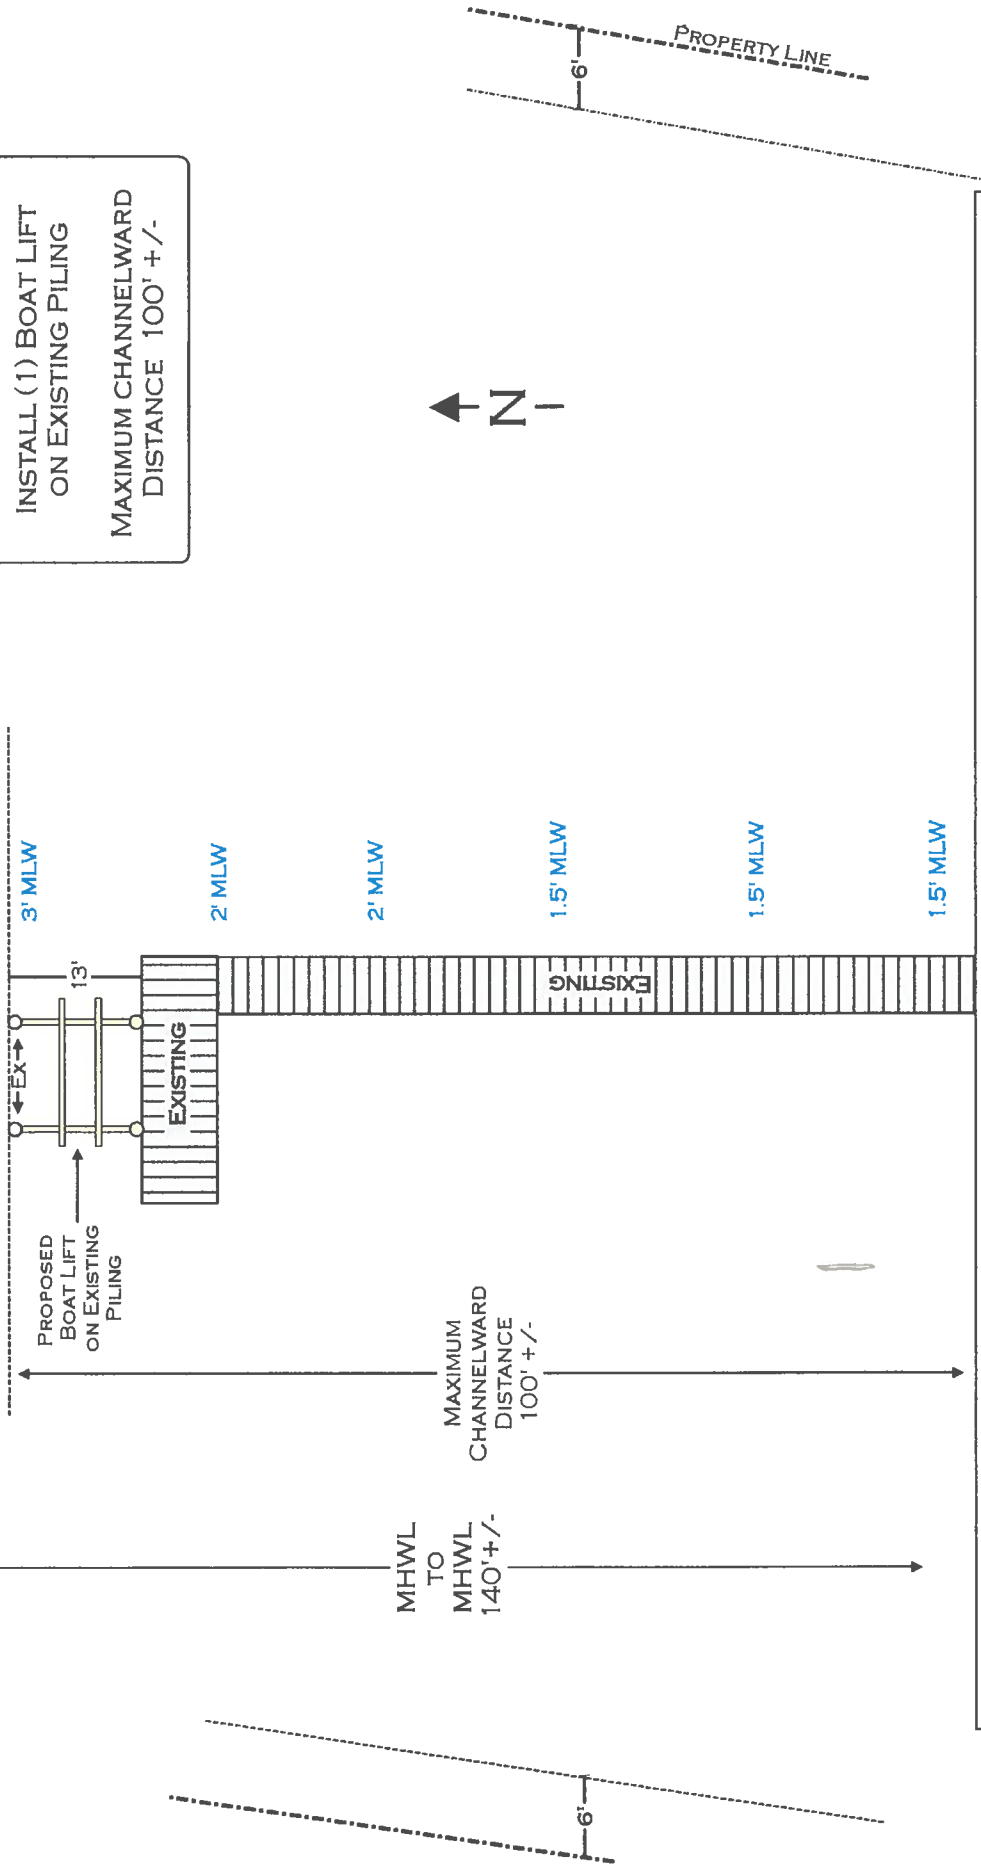 INSTALL (1) BOAT LIFT
ON EXISTING PILING
MAXIMUM CHANNELWARD
DISTANCE 100' +/-
PROPERTY LINE
6'
N
3' MLW
2' MLW
2' MLW
1.5' MLW
1.5' MLW
1.5' MLW
13'
EX
EXISTING
EXISTING
PROPOSED
BOAT LIFT
ON EXISTING
PILING
MAXIMUM
CHANNELWARD
DISTANCE
100' +/-
MHWL
TO
MHWL
140'+/-
6'